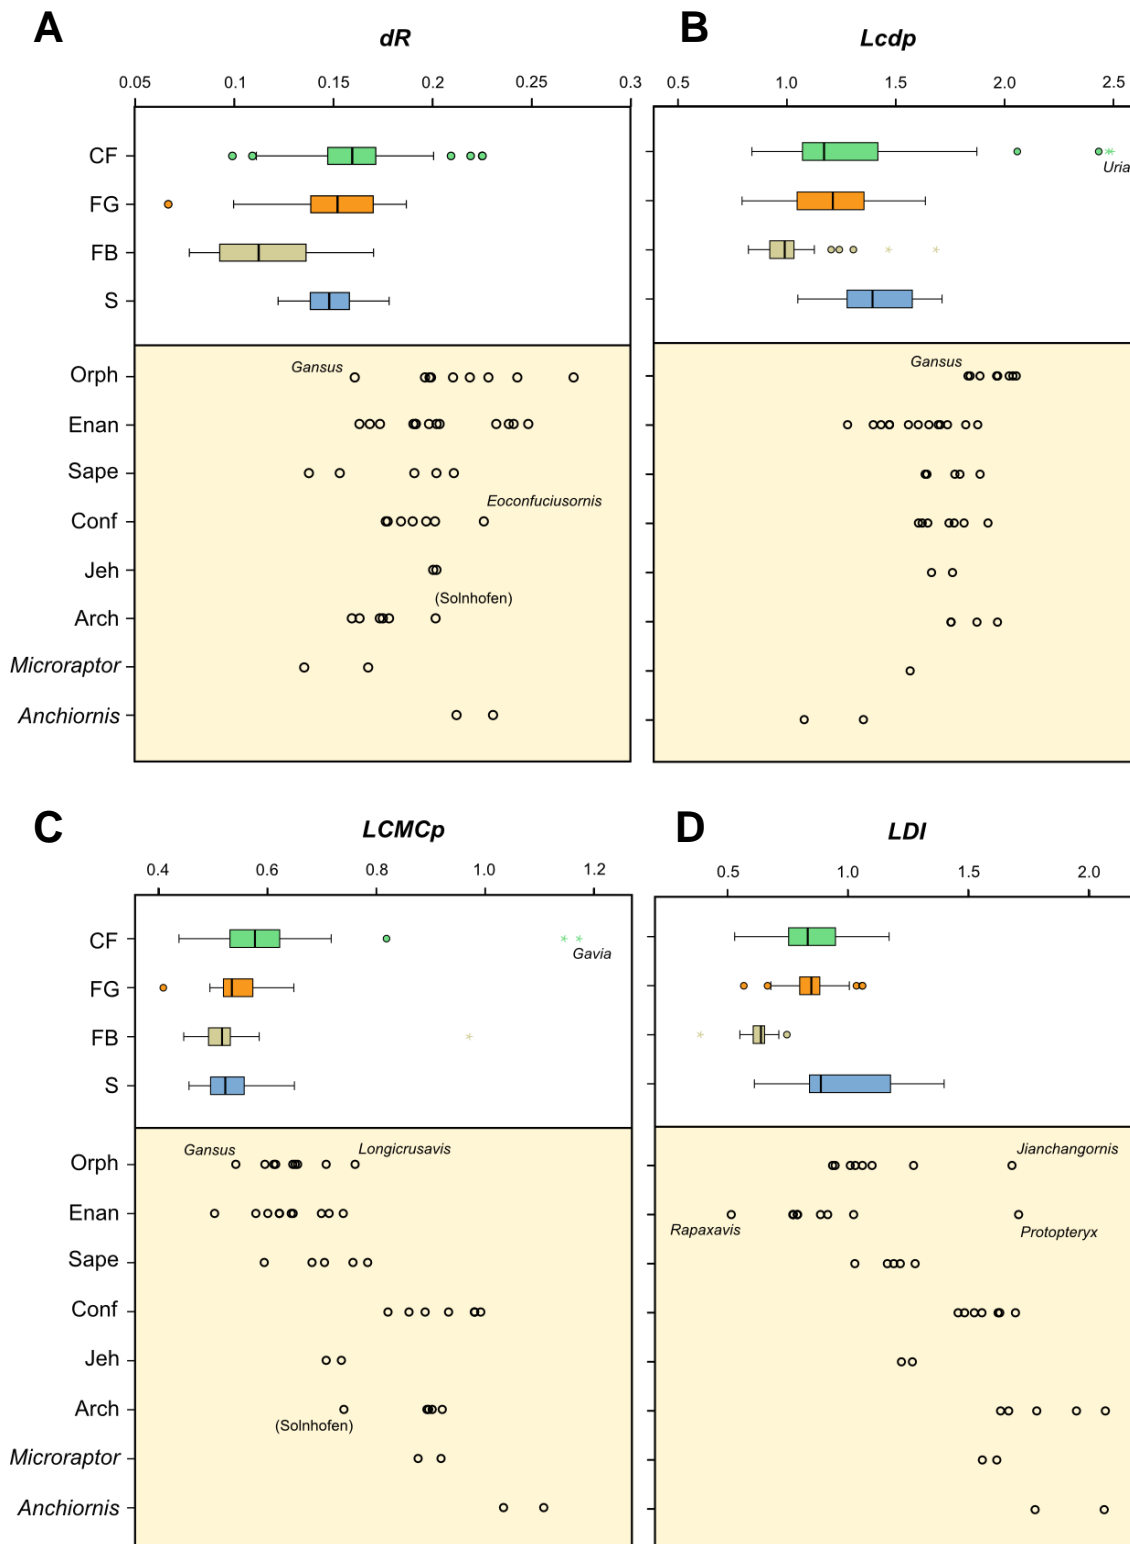 A
dR
0.05 0.1 0.15 0.2 0.25 0.3
CF
FG
FB
S
Orph
Gansus
Enan
Sape
Conf
Eoconfuciusornis
Jeh
(Solnhofen)
Arch
Microraptor
Anchiornis
B
Lcdp
0.5 1.0 1.5 2.0 2.5
Uria
Gansus
C
LCMCp
0.4 0.6 0.8 1.0 1.2
CF
Gavia
FG
FB
S
Gansus
Longicrusavis
Orph
Enan
Sape
Conf
Jeh
Arch
(Solnhofen)
Microraptor
Anchiornis
D
LDI
0.5 1.0 1.5 2.0
Jianchangornis
Rapaxavis
Protopteryx